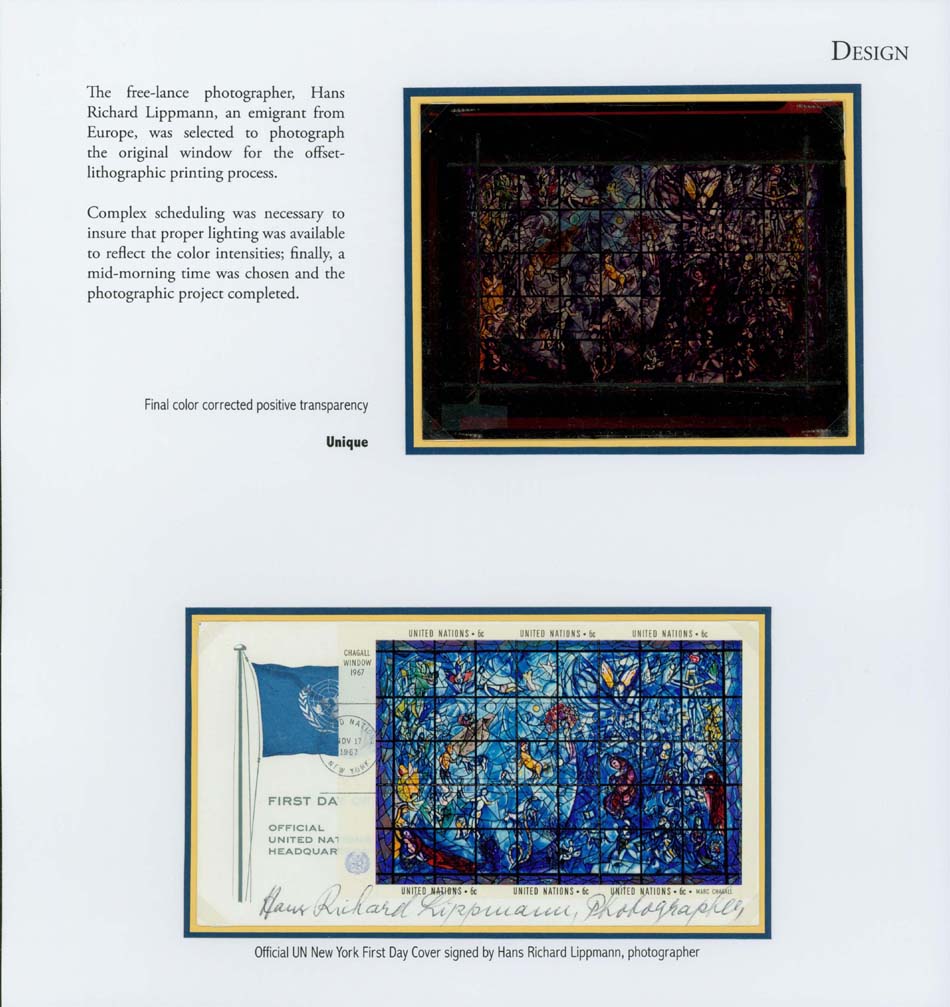 DESIGN
The free-lance photographer, Hans
Richard Lippmann, an emigrant from
Europe, was selected to photograph
the original window for the offset-
lithographic printing process.
Complex scheduling was necessary to
insure that proper lighting was available
to reflect the color intensities; finally, a
mid-morning time was chosen and the
photographic project completed.
Final color corrected positive transparency
Unique
UNITED NATIONS • 6c UNITED NATIONS • 6c UNITED NATIONS • 6c
CHAGALL
WINDOW
1967
D NATI
NOV 17
1967
NEW YORK
FIRST DA
OFFICIAL
UNITED NAT
HEADQUAR
UNITED NATIONS • 6c UNITED NATIONS • 6c UNITED NATIONS • 6c • MARC CHAGALL
Hans Richard Lippmann, Photographer
Official UN New York First Day Cover signed by Hans Richard Lippmann, photographer